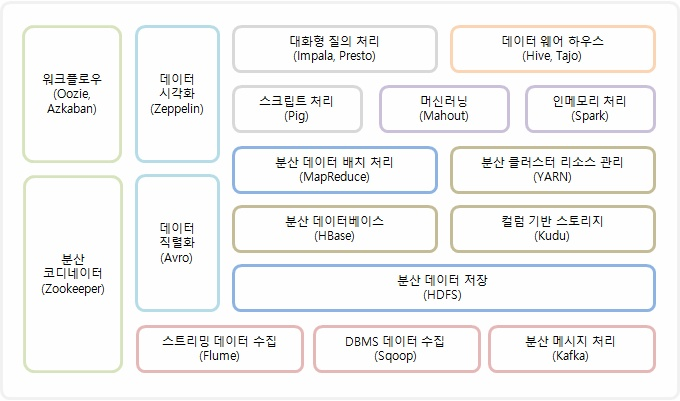 워크플로우
(Oozie,
Azkaban)
데이터
시각화
(Zeppelin)
대화형 질의 처리
(Impala, Presto)
데이터 웨어 하우스
(Hive, Tajo)
스크립트 처리
(Pig)
머신러닝
(Mahout)
인메모리 처리
(Spark)
분산 데이터 배치 처리
(MapReduce)
분산 클러스터 리소스 관리
(YARN)
분산
코디네이터
(Zookeeper)
데이터
직렬화
(Avro)
분산 데이터베이스
(HBase)
컬럼 기반 스토리지
(Kudu)
분산 데이터 저장
(HDFS)
스트리밍 데이터 수집
(Flume)
DBMS 데이터 수집
(Sqoop)
분산 메시지 처리
(Kafka)